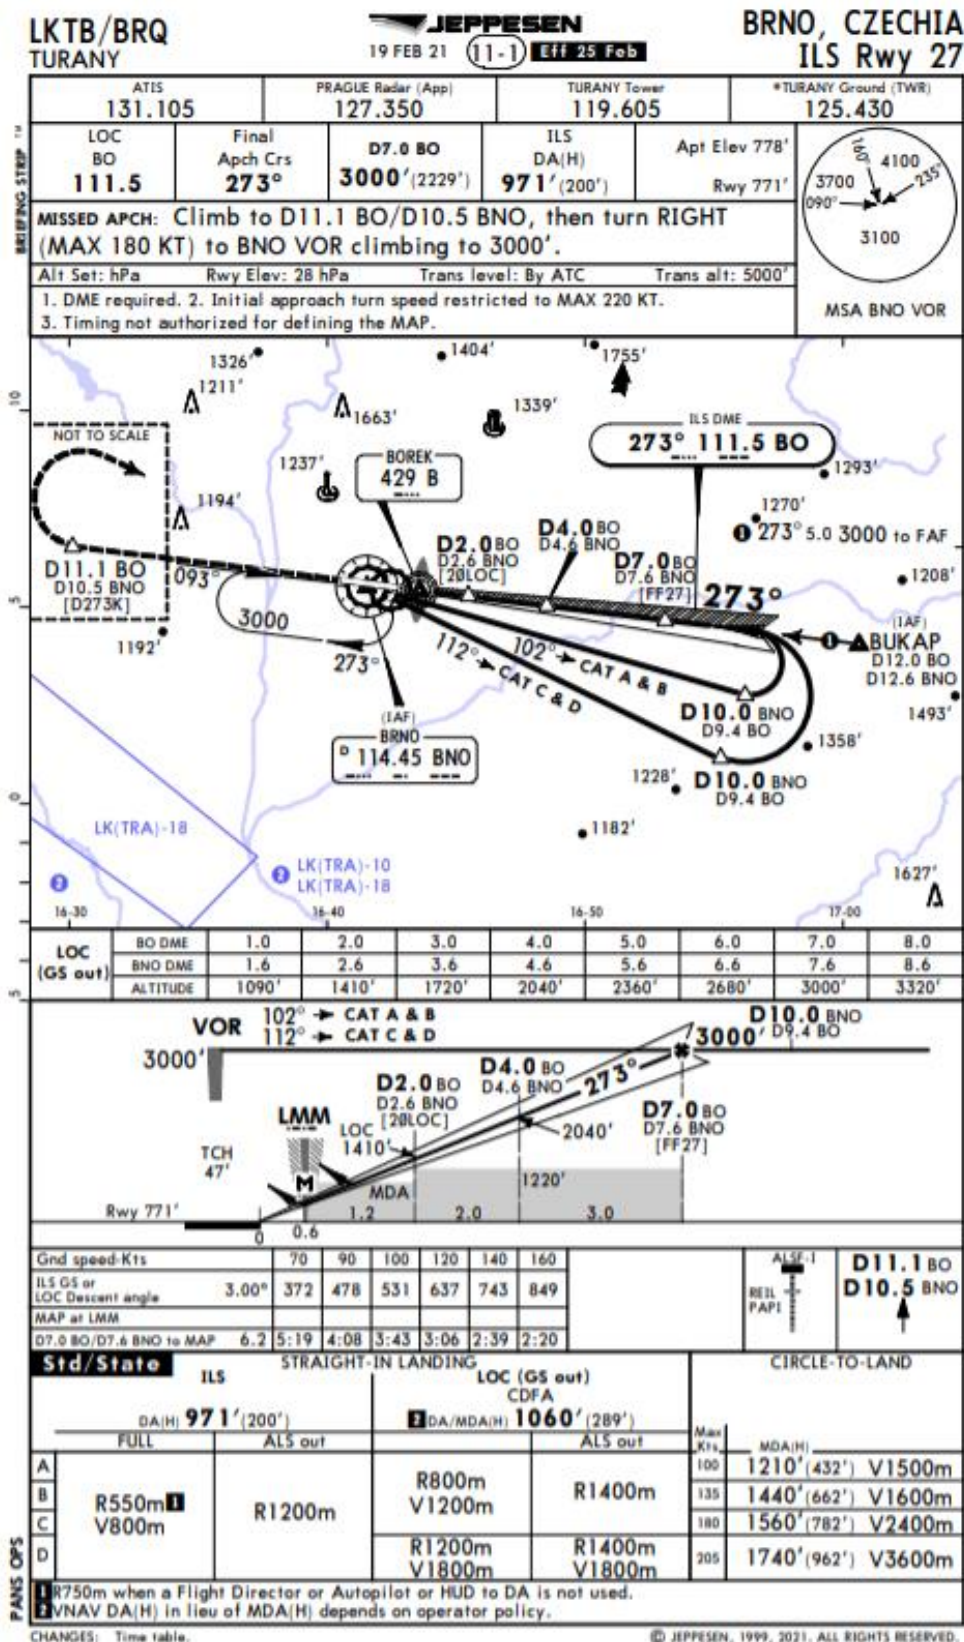 LKTB/BRQ
TURANY
JEPPESEN
19 FEB 21 11-1 Eff 25 Feb
BRNO, CZECHIA
ILS Rwy 27
BRIEFING STRIP TM
ATIS
131.105
PRAGUE Radar (App)
127.350
TURANY Tower
119.605
*TURANY Ground (TWR)
125.430
LOC
BO
111.5
Final
Apch Crs
273°
D7.0 BO
3000' (2229')
ILS
DA(H)
971' (200')
Apt Elev 778'
Rwy 771'
160°
4100
3700
235°
090°
3100
MSA BNO VOR
MISSED APCH: Climb to D11.1 BO/D10.5 BNO, then turn RIGHT
(MAX 180 KT) to BNO VOR climbing to 3000'.
Alt Set: hPa Rwy Elev: 28 hPa Trans level: By ATC Trans alt: 5000'
1. DME required. 2. Initial approach turn speed restricted to MAX 220 KT.
3. Timing not authorized for defining the MAP.
1326'
1404'
1755'
1211'
1663'
1339'
10
NOT TO SCALE
ILS DME
273° 111.5 BO
1237'
BOREK
429 B
1293'
1194'
1270'
1 273° 5.0 3000 to FAF
D2.0 BO
D2.6 BNO
[20LOC]
D4.0 BO
D4.6 BNO
D7.0 BO
D7.6 BNO
[FF27]
273°
1208'
D11.1 BO
D10.5 BNO
[D273K]
093°
3000
273°
5
1192'
(IAF)
1 BUKAP
D12.0 BO
D12.6 BNO
102° CAT A & B
112° CAT C & D
1493'
D10.0 BNO
D9.4 BO
(IAF)
BRNO
D 114.45 BNO
1358'
1228'
D10.0 BNO
D9.4 BO
0
LK(TRA)-18
1182'
2 LK(TRA)-10
LK(TRA)-18
2
1627'
16-30 16-40 16-50 17-00
5
LOC
(GS out)
BO DME 1.0 2.0 3.0 4.0 5.0 6.0 7.0 8.0
BNO DME 1.6 2.6 3.6 4.6 5.6 6.6 7.6 8.6
ALTITUDE 1090' 1410' 1720' 2040' 2360' 2680' 3000' 3320'
VOR
102° CAT A & B
112° CAT C & D
3000'
D10.0 BNO
D9.4 BO
3000'
D2.0 BO
D2.6 BNO
[20LOC]
D4.0 BO
D4.6 BNO
273°
D7.0 BO
D7.6 BNO
[FF27]
LMM
LOC
1410'
2040'
TCH
47'
M
MDA
1220'
Rwy 771'
1.2 2.0 3.0
0 0.6
Gnd speed-Kts 70 90 100 120 140 160
ILS GS or
LOC Descent angle 3.00° 372 478 531 637 743 849
MAP at LMM
D7.0 BO/D7.6 BNO to MAP 6.2 5:19 4:08 3:43 3:06 2:39 2:20
ALSF-I
REIL
PAPI
D11.1 BO
D10.5 BNO
Std/State
STRAIGHT-IN LANDING
CIRCLE-TO-LAND
ILS
LOC (GS out)
CDFA
DA(H) 971' (200')
2 DA/MDA(H) 1060' (289')
FULL ALS out ALS out
Max
Kts MDA(H)
A
B
C
D
R550m 1
V800m
R1200m
R800m
V1200m
R1400m
R1200m
V1800m
R1400m
V1800m
100 1210' (432') V1500m
135 1440' (662') V1600m
180 1560' (782') V2400m
205 1740' (962') V3600m
PANS OPS
1 R750m when a Flight Director or Autopilot or HUD to DA is not used.
2 VNAV DA(H) in lieu of MDA(H) depends on operator policy.
CHANGES: Time table.
© JEPPESEN, 1999, 2021. ALL RIGHTS RESERVED.